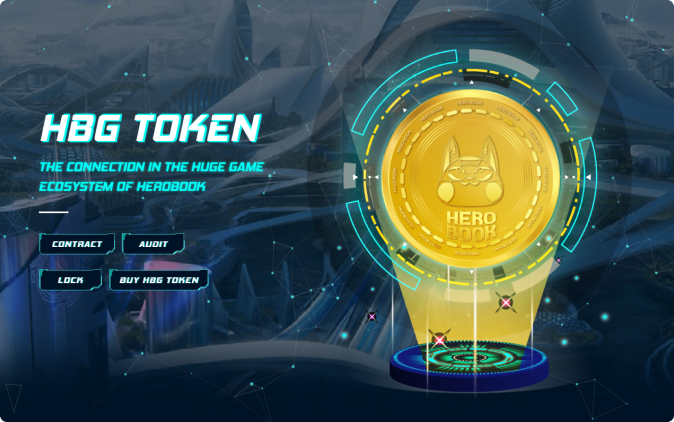 HBG TOKEN
THE CONNECTION IN THE HUGE GAME
ECOSYSTEM OF HEROBOOK
CONTRACT
AUDIT
LOCK
BUY HBG TOKEN
HERO
BOOK